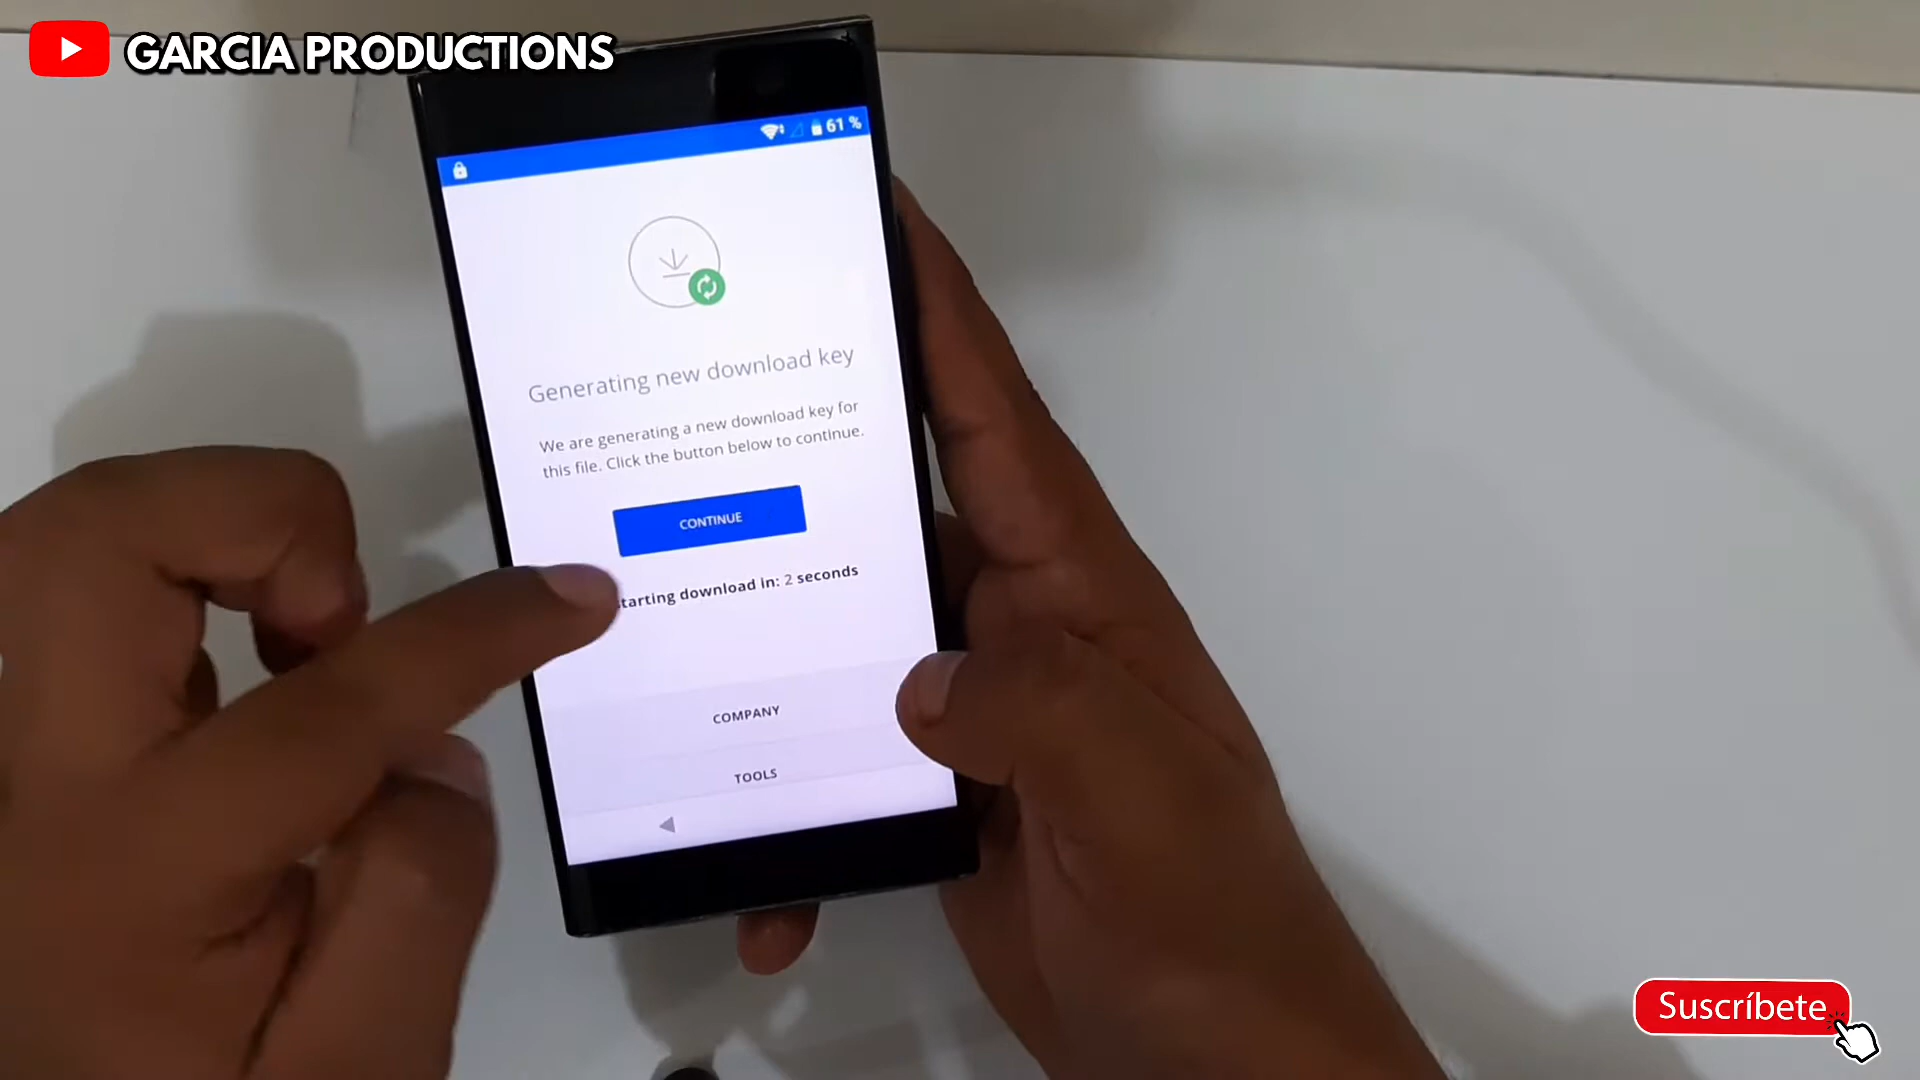 GARCIA PRODUCTIONS
61 %
Generating new download key
We are generating a new download key for
this file. Click the button below to continue.
CONTINUE
tarting download in: 2 seconds
COMPANY
TOOLS
Suscríbete